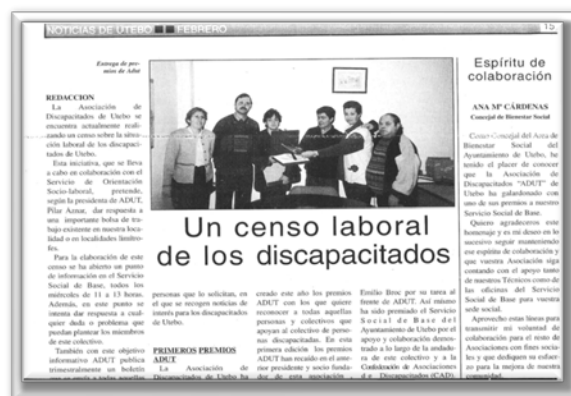 NOTICIAS DE UTEBO FEBRERO
15
Entrega de pre-
mios de Adut
REDACCION
La Asociación de
Discapacitados de Utebo se
encuentra actualmente reali-
zando un censo sobre la situa-
ción laboral de los discapaci-
tados de Utebo.
Esta iniciativa, que se lleva
a cabo en colaboración con el
Servicio de Orientación
Socio-laboral, pretende,
según la presidenta de ADUT,
Pilar Aznar, dar respuesta a
una importante bolsa de tra-
bajo existente en nuestra loca-
lidad o en localidades limítro-
fes.
Para la elaboración de este
censo se ha abierto un punto
de información en el Servicio
Social de Base, todos los
miércoles de 11 a 13 horas.
Además, en este punto se
intenta dar respuesta a cual-
quier duda o problema que
puedan plantear los miembros
de este colectivo.
También con este objetivo
informativo ADUT publica
trimestralmente un boletín
que se envía a todas aquellas
Un censo laboral
de los discapacitados
personas que lo solicitan, en
el que se recogen noticias de
interés para los discapacitados
de Utebo.
PRIMEROS PREMIOS
ADUT
La Asociación de
Discapacitados de Utebo ha
creado este año los premios
ADUT con los que quiere
reconocer a todas aquellas
personas y colectivos que
apoyan al colectivo de perso-
nas discapacitadas. En esta
primera edición los premios
ADUT han recaído en el ante-
rior presidente y socio funda-
dor de esta asociación,
Emilio Broc por su tarea al
frente de ADUT. Así mismo
ha sido premiado el Servicio
Social de Base del
Ayuntamiento de Utebo por el
apoyo y colaboración demos-
trado a lo largo de la andadu-
ra de este colectivo y a la
Confederación de Asociaciones
de Discapacitados (CAD).
Espíritu de
colaboración
ANA Mª CÁRDENAS
Concejal de Bienestar Social
Como Concejal del Area de
Bienestar Social del
Ayuntamiento de Utebo, he
tenido el placer de conocer
que la Asociación de
Discapacitados "ADUT" de
Utebo ha galardonado con
uno de sus premios a nuestro
Servicio Social de Base.
Quiero agradeceros este
homenaje y es mi deseo en lo
sucesivo seguir manteniendo
ese espíritu de colaboración y
que vuestra Asociación siga
contando con el apoyo tanto
de nuestros Técnicos como de
las oficinas del Servicio
Social de Base para vuestra
sede social.
Aprovecho estas líneas para
transmitir mi voluntad de
colaboración para el resto de
Asociaciones con fines socia-
les y que dediquen su esfuer-
zo para la mejora de nuestra
comunidad.